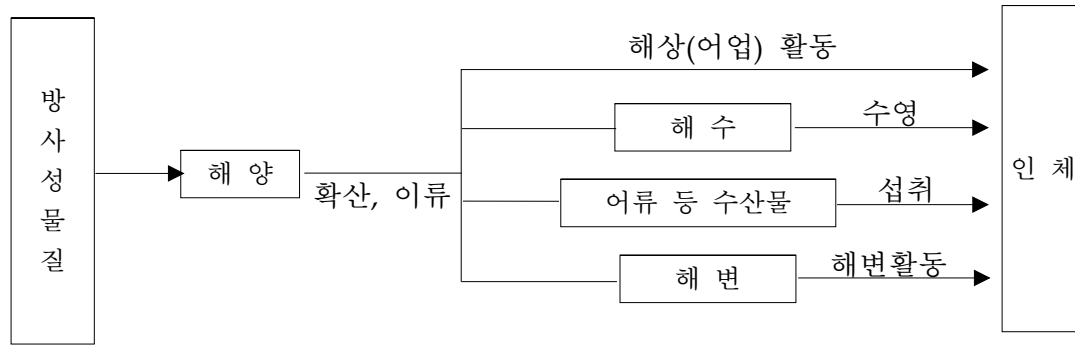 방사성물질
해 양
확산, 이류
해상(어업) 활동
해 수
수영
어류 등 수산물
섭취
해 변
해변활동
인 체